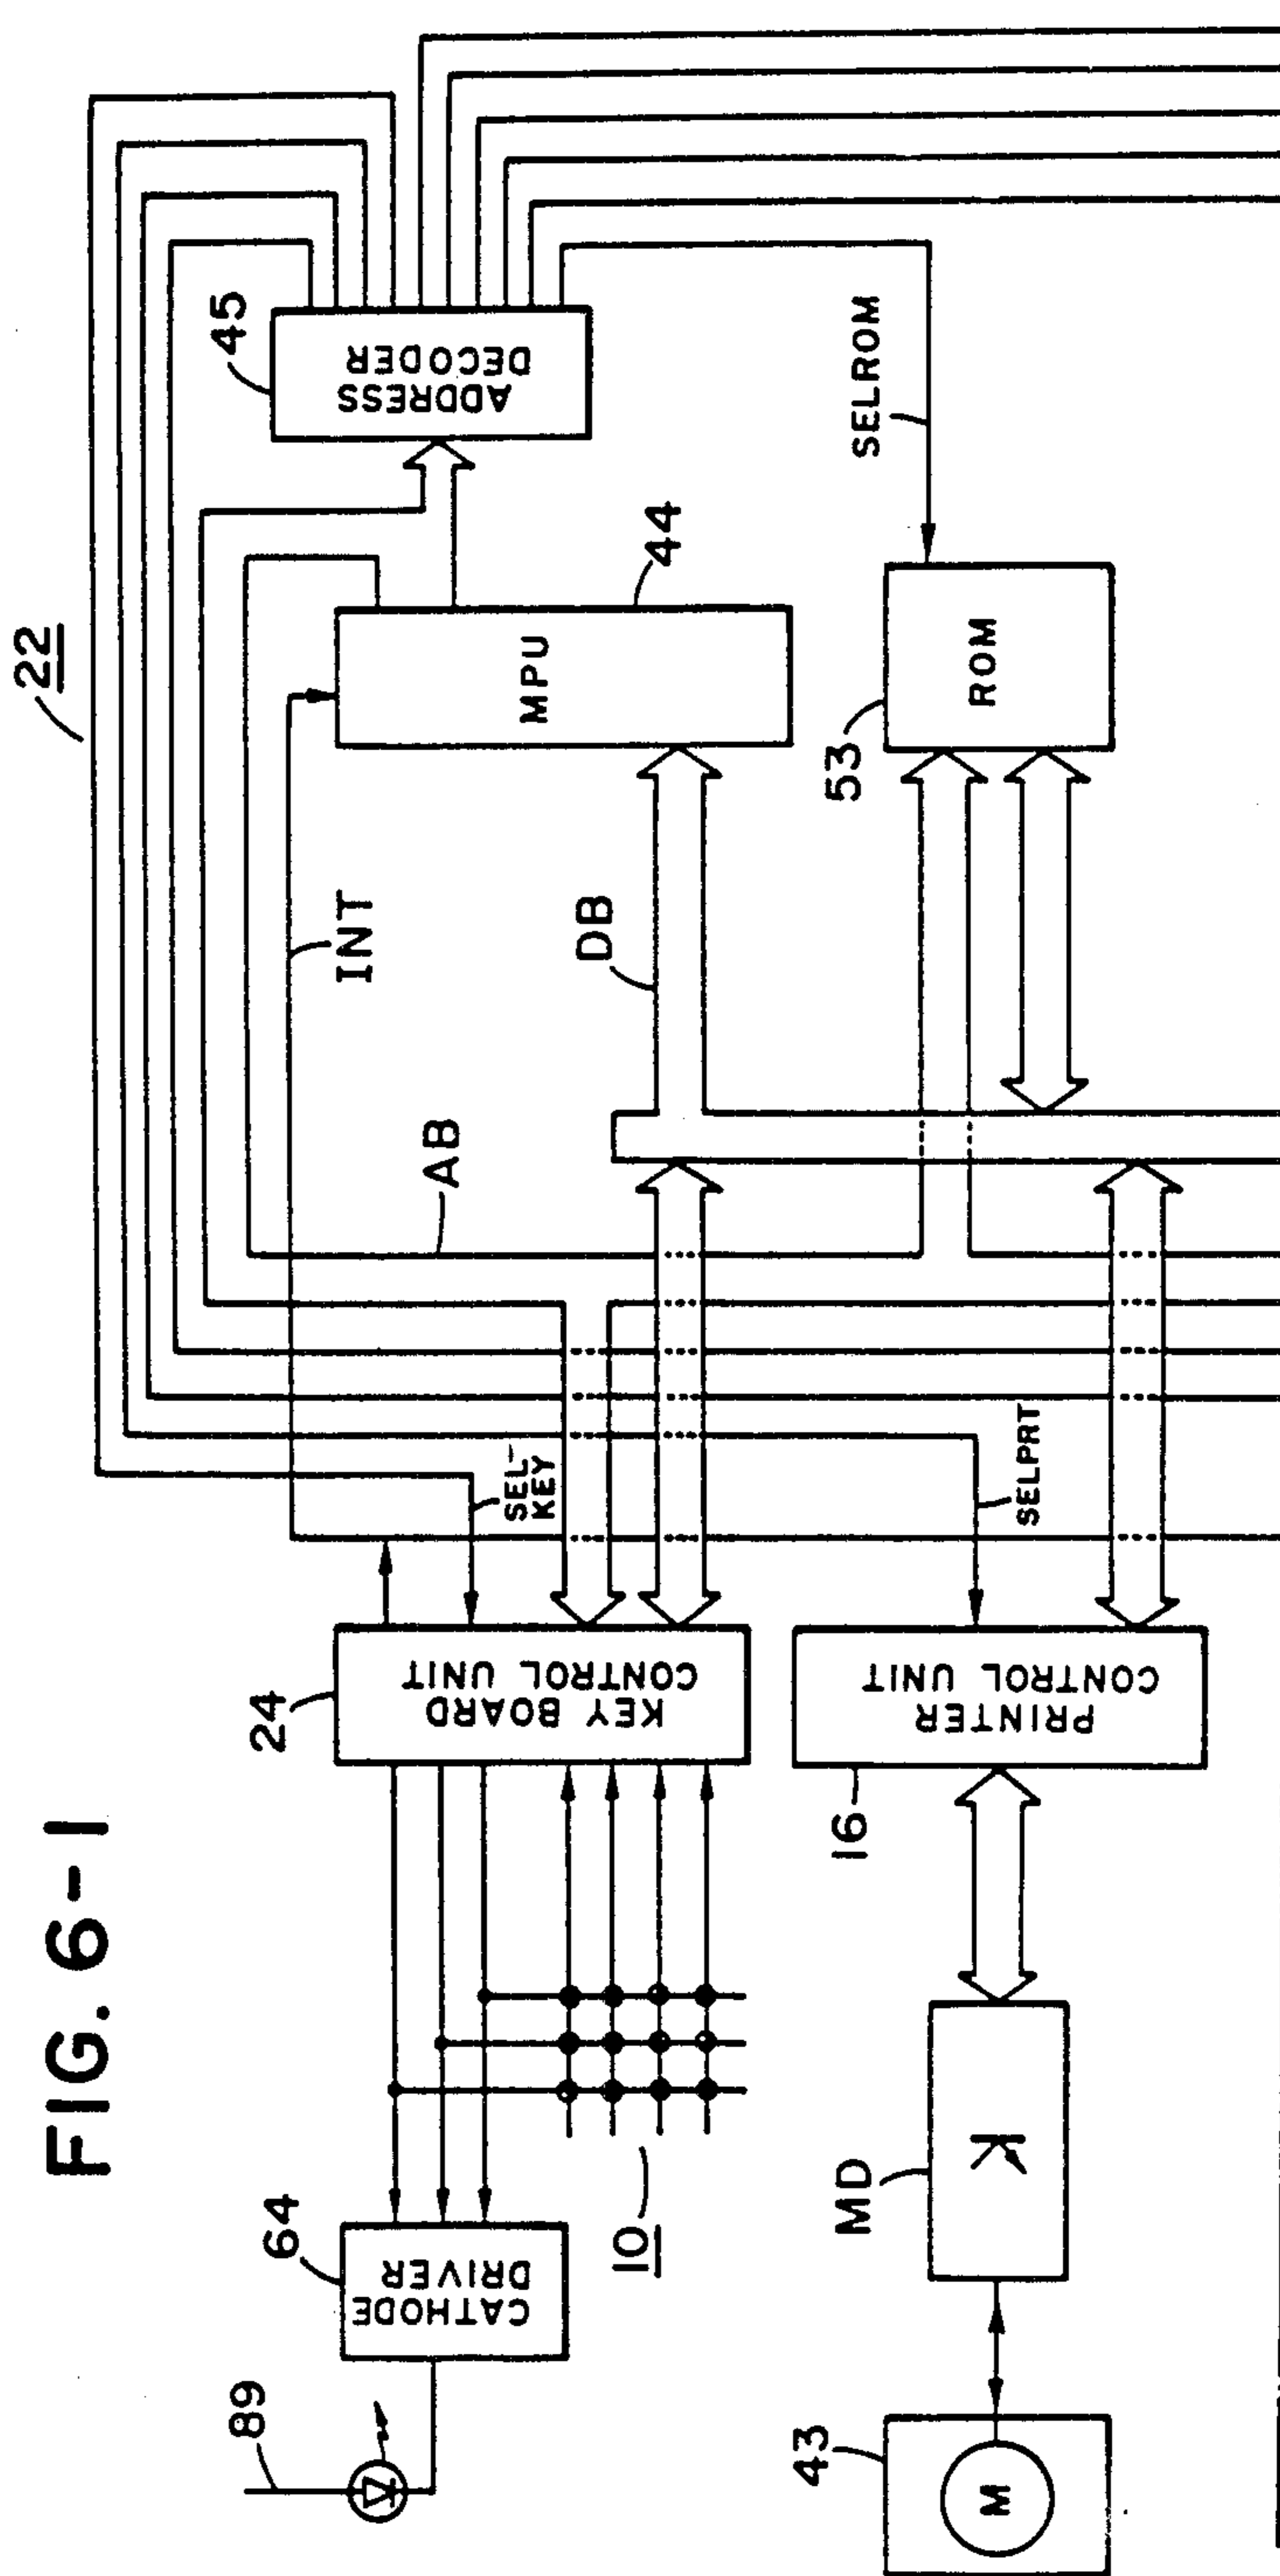 FIG. 6-1
22
89
64
CATHODE
DRIVER
10
24
KEY BOARD
CONTROL UNIT
SEL-
KEY
INT
AB
DB
MPU
44
45
ADDRESS
DECODER
43
M
MD
16
PRINTER
CONTROL UNIT
SELPRT
53
ROM
SELROM